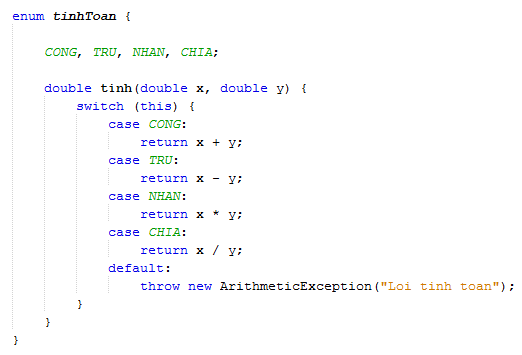 enum tinhToan {
CONG, TRU, NHAN, CHIA;
double tinh(double x, double y) {
switch (this) {
case CONG:
return x + y;
case TRU:
return x - y;
case NHAN:
return x * y;
case CHIA:
return x / y;
default:
throw new ArithmeticException("Loi tinh toan");
}
}
}